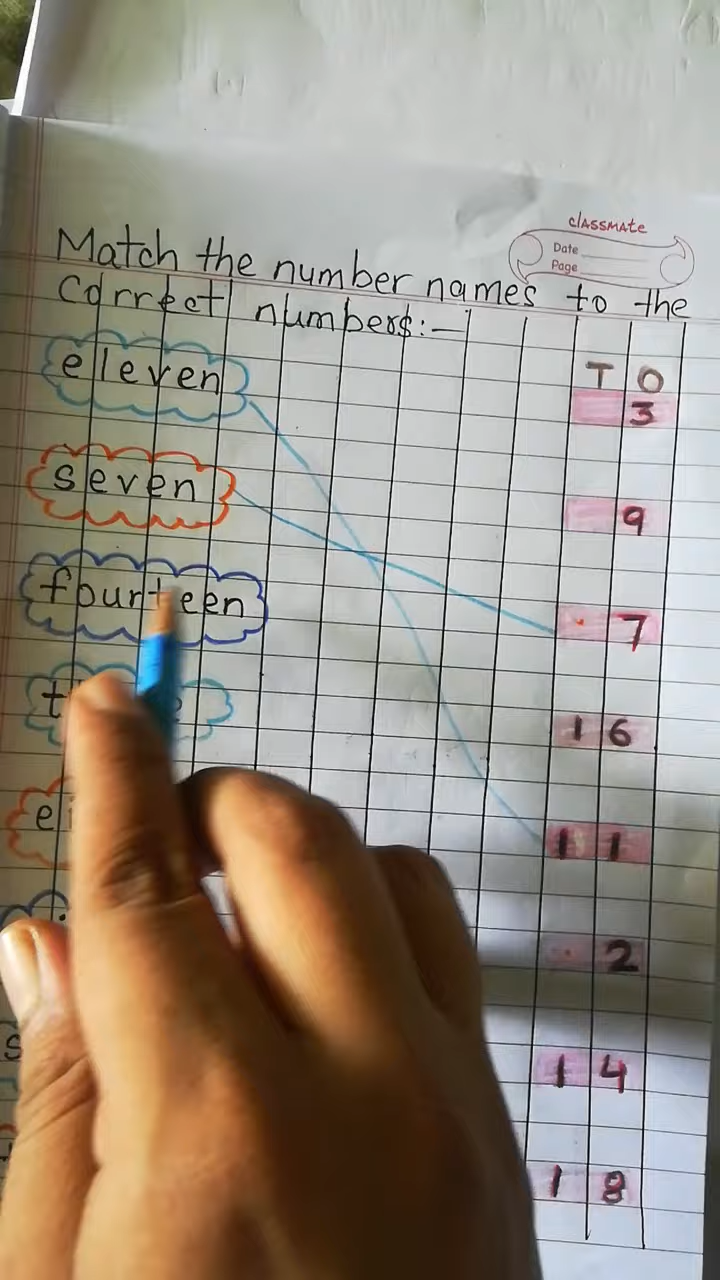 classmate
Date
Page
Match the number names to the
Correct numbers:-
T O
eleven 3
seven 9
fourteen 7
16
11
2
14
18